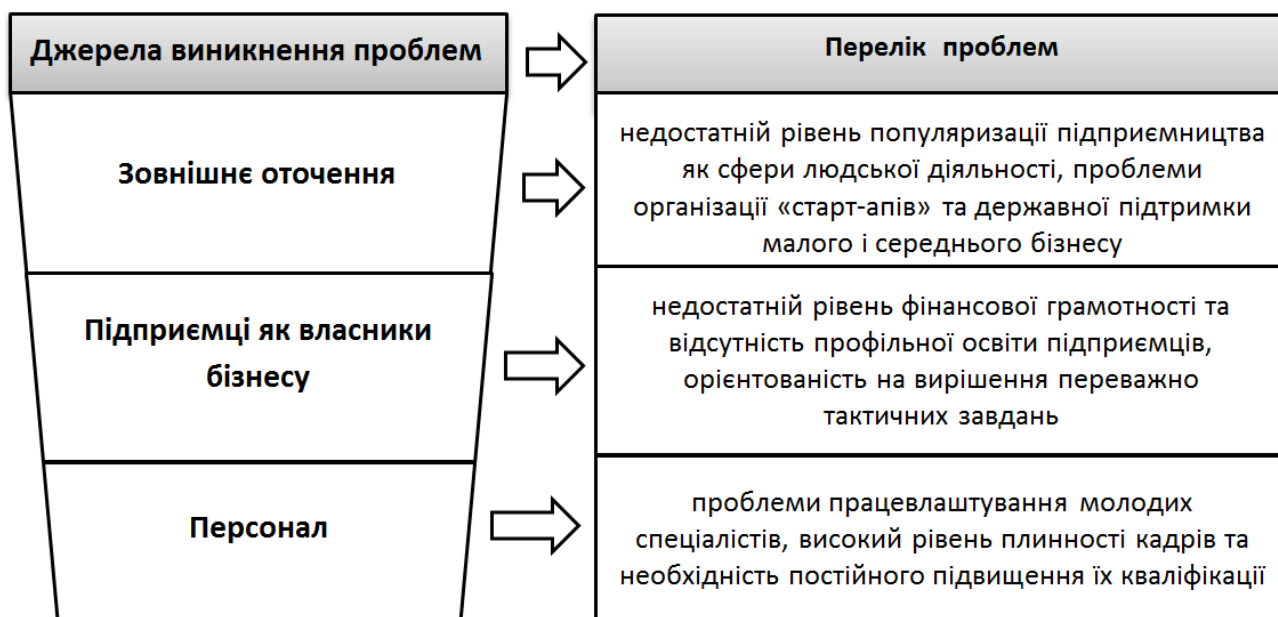 Джерела виникнення проблем
Перелік проблем
Зовнішнє оточення
недостатній рівень популяризації підприємництва
як сфери людської діяльності, проблеми
організації «старт-апів» та державної підтримки
малого і середнього бізнесу
Підприємці як власники
бізнесу
недостатній рівень фінансової грамотності та
відсутність профільної освіти підприємців,
орієнтованість на вирішення переважно
тактичних завдань
Персонал
проблеми працевлаштування молодих
спеціалістів, високий рівень плинності кадрів та
необхідність постійного підвищення їх кваліфікації